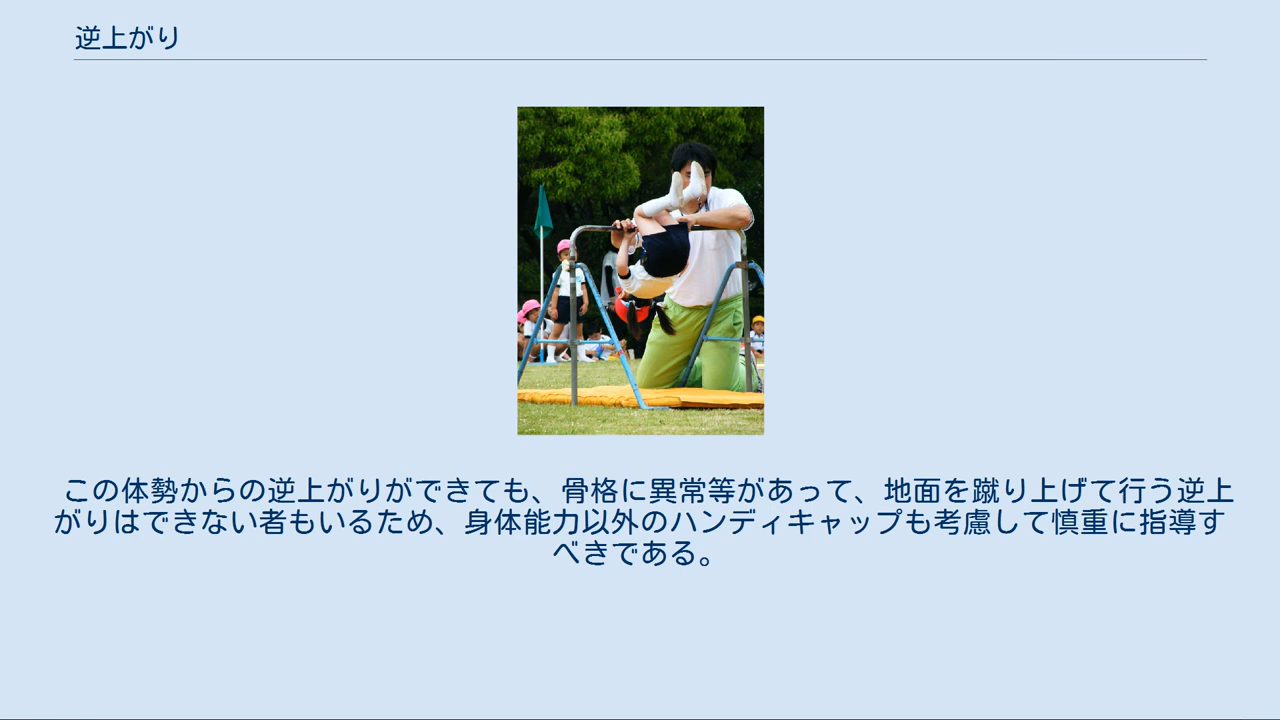 逆上がり
この体勢からの逆上がりができても、骨格に異常等があって、地面を蹴り上げて行う逆上
がりはできない者もいるため、身体能力以外のハンディキャップも考慮して慎重に指導す
べきである。